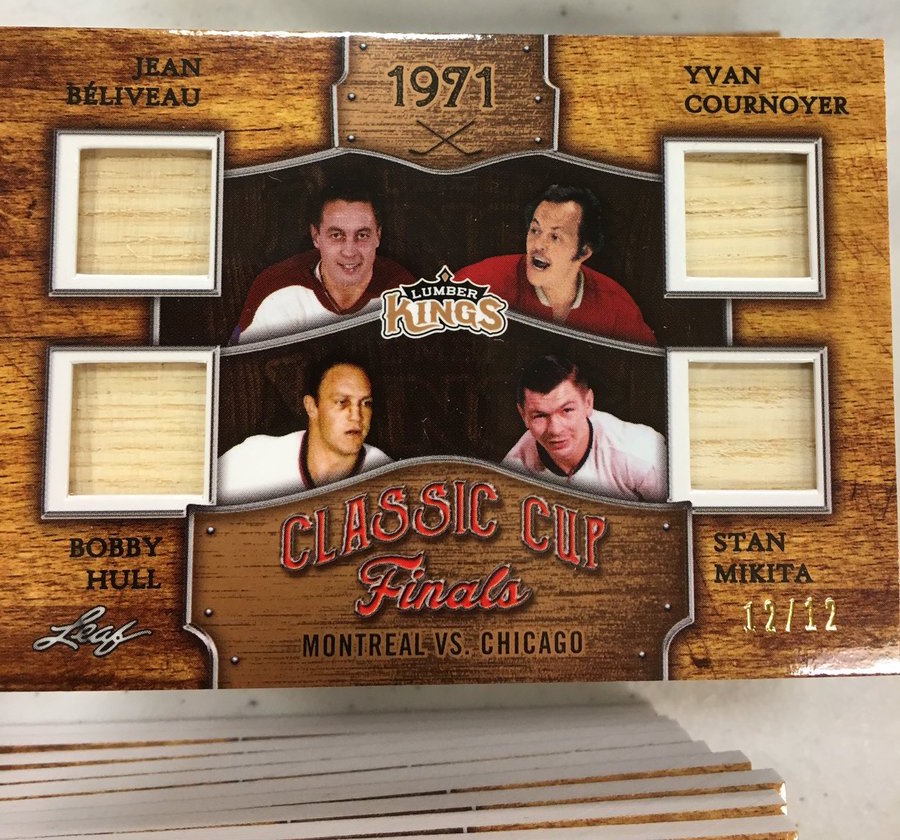 JEAN
BÉLIVEAU
1971
YVAN
COURNOYER
LUMBER
KINGS
BOBBY
HULL
CLASSIC CUP
Finals
MONTREAL VS. CHICAGO
STAN
MIKITA
12/12
Leaf